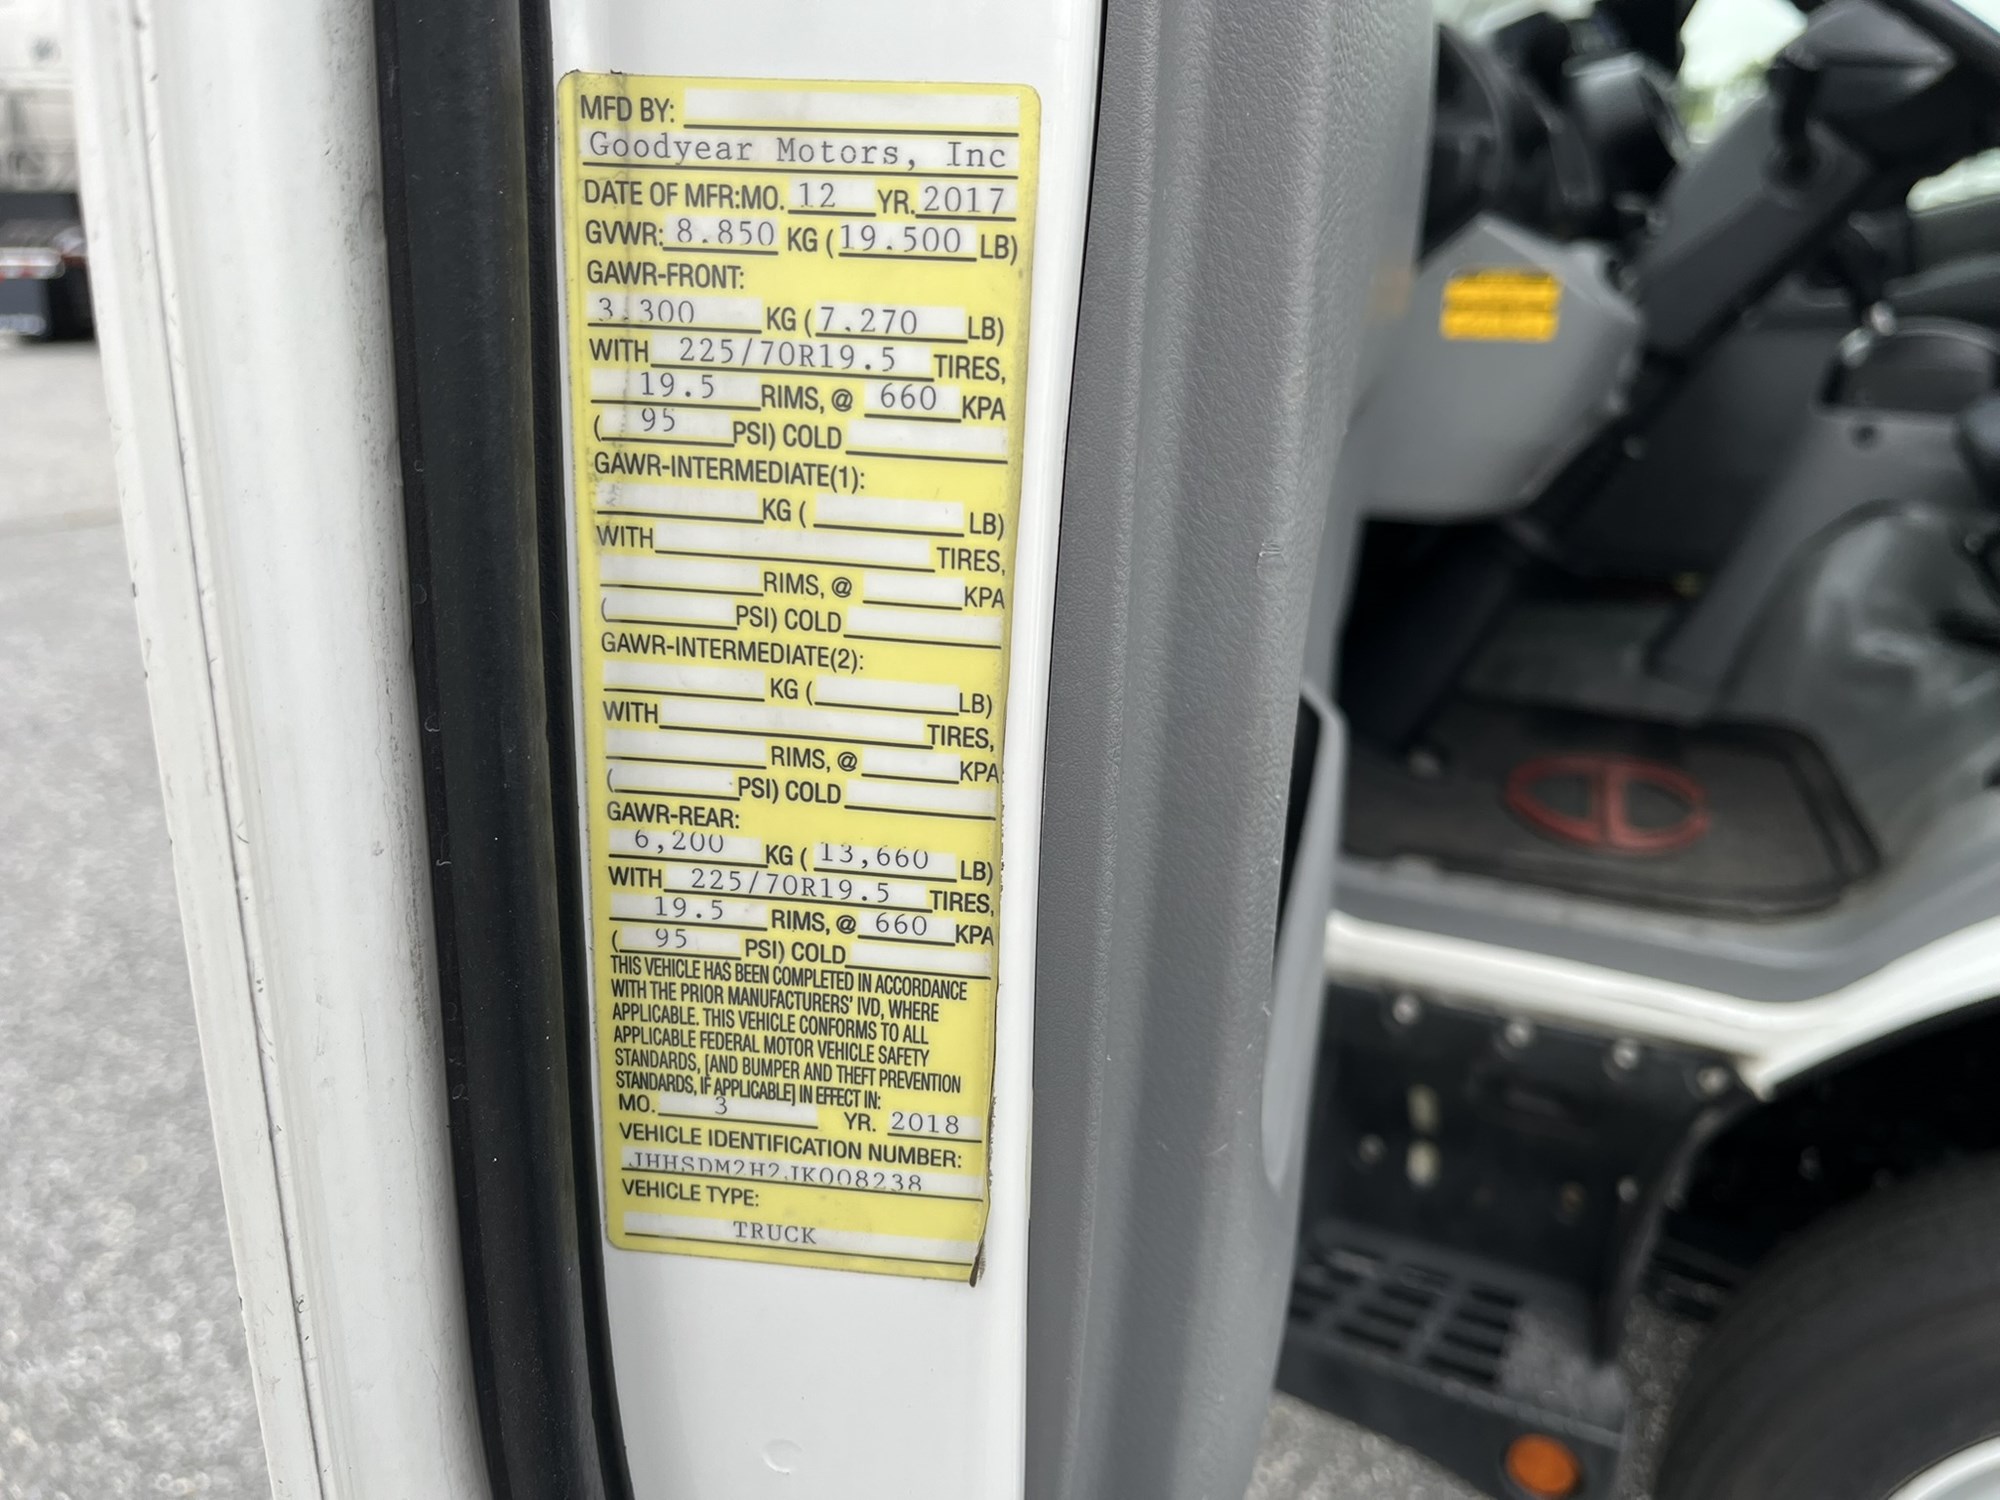 MFD BY:
Goodyear Motors, Inc
DATE OF MFR:MO. 12 YR. 2017
GVWR: 8.850 KG ( 19.500 LB)
GAWR-FRONT:
3.300 KG ( 7.270 LB)
WITH 225/70R19.5 TIRES,
19.5 RIMS, @ 660 KPA
( 95 PSI) COLD
GAWR-INTERMEDIATE(1):
KG ( LB)
WITH TIRES,
RIMS, @ KPA
( PSI) COLD
GAWR-INTERMEDIATE(2):
KG ( LB)
WITH TIRES,
RIMS, @ KPA
( PSI) COLD
GAWR-REAR:
6,200 KG ( 13,660 LB)
WITH 225/70R19.5 TIRES,
19.5 RIMS, @ 660 KPA
( 95 PSI) COLD
THIS VEHICLE HAS BEEN COMPLETED IN ACCORDANCE
WITH THE PRIOR MANUFACTURERS' IVD, WHERE
APPLICABLE. THIS VEHICLE CONFORMS TO ALL
APPLICABLE FEDERAL MOTOR VEHICLE SAFETY
STANDARDS, [AND BUMPER AND THEFT PREVENTION
STANDARDS, IF APPLICABLE] IN EFFECT IN:
MO. 3 YR. 2018
VEHICLE IDENTIFICATION NUMBER:
JHHSDM2H2JK008238
VEHICLE TYPE:
TRUCK